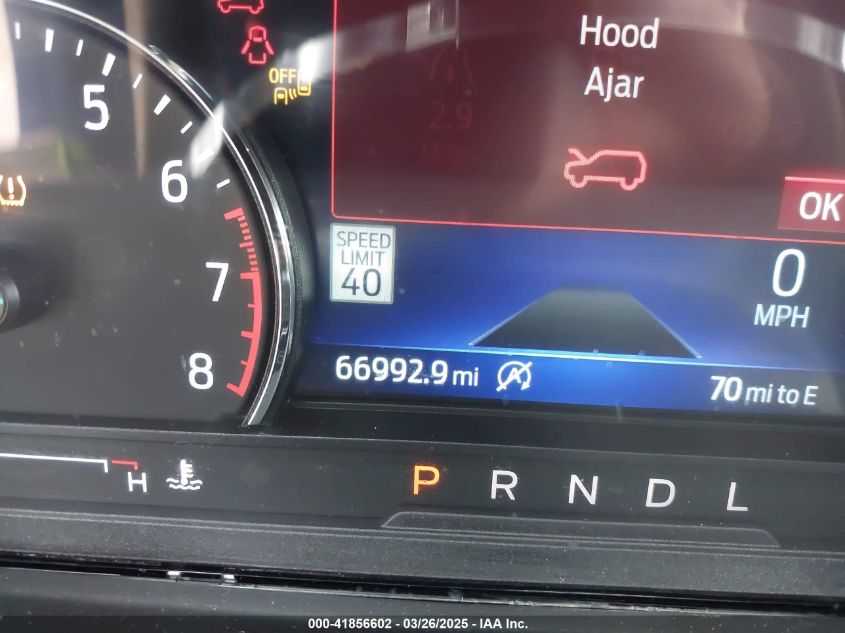 Hood
Ajar
OFF
5
6
7
8
OK
SPEED
LIMIT
40
0
MPH
66992.9 mi
70 mi to E
H
P R N D L
000-41856602 - 03/26/2025 - IAA Inc.